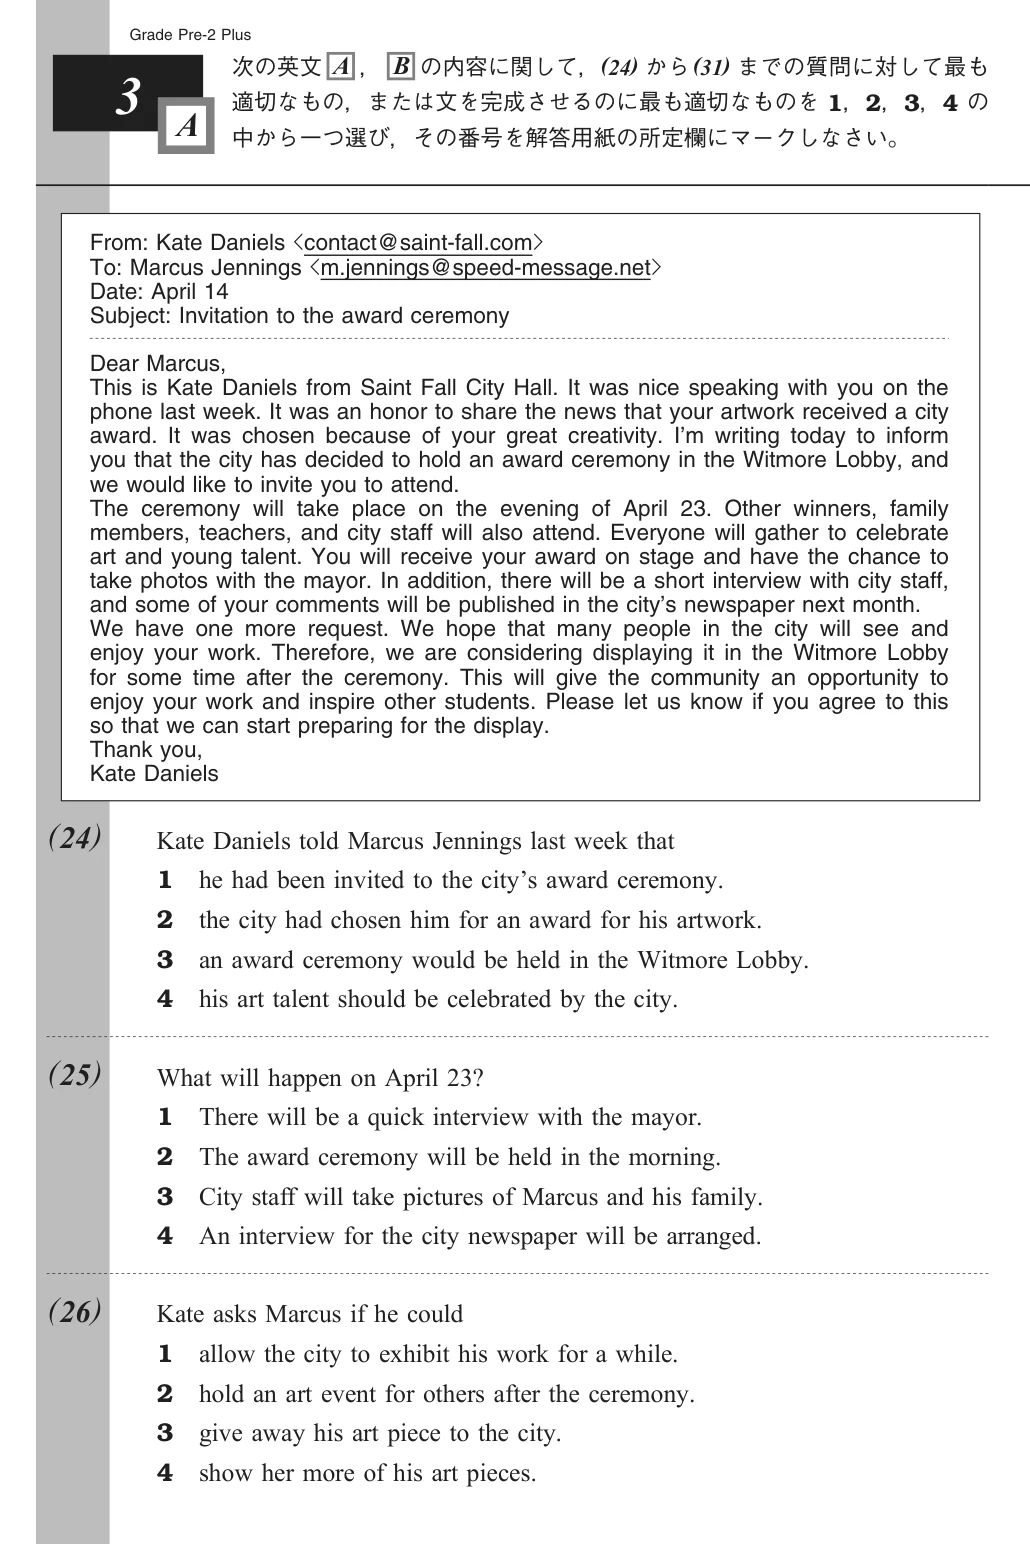 Grade Pre-2 Plus
3
A
次の英文 A ， B の内容に関して，(24) から (31) までの質問に対して最も
適切なもの，または文を完成させるのに最も適切なものを 1，2，3，4 の
中から一つ選び，その番号を解答用紙の所定欄にマークしなさい。
From: Kate Daniels <contact@saint-fall.com>
To: Marcus Jennings <m.jennings@speed-message.net>
Date: April 14
Subject: Invitation to the award ceremony
Dear Marcus,
This is Kate Daniels from Saint Fall City Hall. It was nice speaking with you on the
phone last week. It was an honor to share the news that your artwork received a city
award. It was chosen because of your great creativity. I’m writing today to inform
you that the city has decided to hold an award ceremony in the Witmore Lobby, and
we would like to invite you to attend.
The ceremony will take place on the evening of April 23. Other winners, family
members, teachers, and city staff will also attend. Everyone will gather to celebrate
art and young talent. You will receive your award on stage and have the chance to
take photos with the mayor. In addition, there will be a short interview with city staff,
and some of your comments will be published in the city’s newspaper next month.
We have one more request. We hope that many people in the city will see and
enjoy your work. Therefore, we are considering displaying it in the Witmore Lobby
for some time after the ceremony. This will give the community an opportunity to
enjoy your work and inspire other students. Please let us know if you agree to this
so that we can start preparing for the display.
Thank you,
Kate Daniels
(24) Kate Daniels told Marcus Jennings last week that
1 he had been invited to the city’s award ceremony.
2 the city had chosen him for an award for his artwork.
3 an award ceremony would be held in the Witmore Lobby.
4 his art talent should be celebrated by the city.
(25) What will happen on April 23?
1 There will be a quick interview with the mayor.
2 The award ceremony will be held in the morning.
3 City staff will take pictures of Marcus and his family.
4 An interview for the city newspaper will be arranged.
(26) Kate asks Marcus if he could
1 allow the city to exhibit his work for a while.
2 hold an art event for others after the ceremony.
3 give away his art piece to the city.
4 show her more of his art pieces.